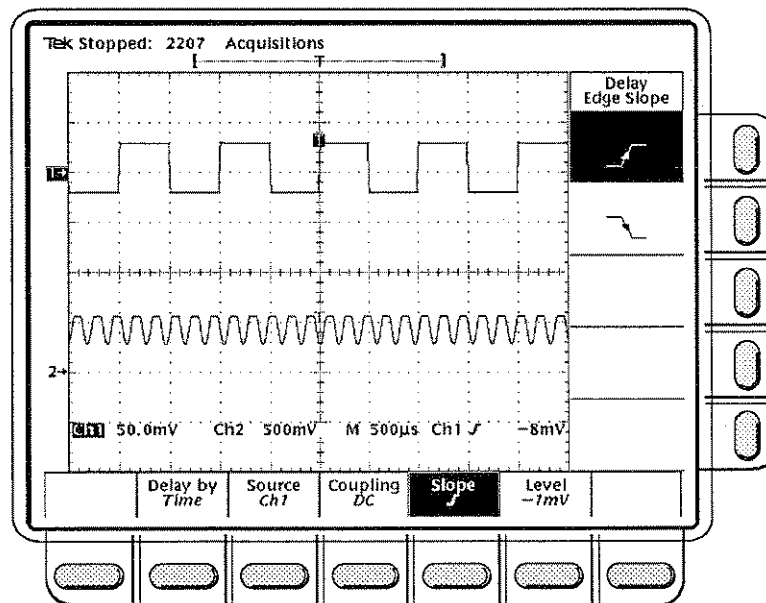 Tek Stopped: 2207 Acquisitions
T
Delay
Edge Slope
T
2
Ch1 50.0mV Ch2 500mV M 500µs Ch1 -8mV
Delay by
Time
Source
Ch1
Coupling
DC
Slope
Level
-1mV